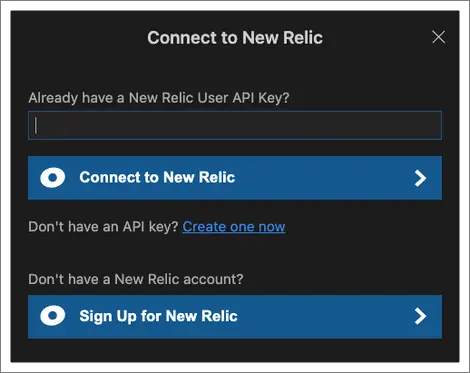 Connect to New Relic
Already have a New Relic User API Key?
Connect to New Relic
Don't have an API key? Create one now
Don't have a New Relic account?
Sign Up for New Relic